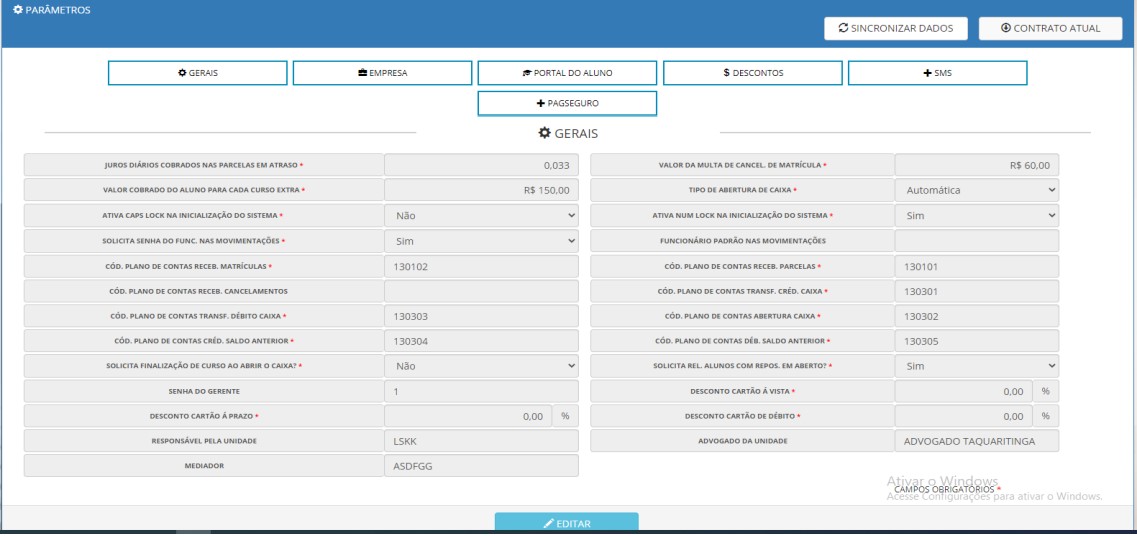 PARÂMETROS
SINCRONIZAR DADOS CONTRATO ATUAL
GERAIS EMPRESA PORTAL DO ALUNO $ DESCONTOS + SMS
+ PAGSEGURO
GERAIS
JUROS DIÁRIOS COBRADOS NAS PARCELAS EM ATRASO * 0,033 VALOR DA MULTA DE CANCEL. DE MATRÍCULA * R$ 60,00
VALOR COBRADO DO ALUNO PARA CADA CURSO EXTRA * R$ 150,00 TIPO DE ABERTURA DE CAIXA * Automática
ATIVA CAPS LOCK NA INICIALIZAÇÃO DO SISTEMA * Não ATIVA NUM LOCK NA INICIALIZAÇÃO DO SISTEMA * Sim
SOLICITA SENHA DO FUNC. NAS MOVIMENTAÇÕES * Sim FUNCIONÁRIO PADRÃO NAS MOVIMENTAÇÕES
CÓD. PLANO DE CONTAS RECEB. MATRÍCULAS * 130102 CÓD. PLANO DE CONTAS RECEB. PARCELAS * 130101
CÓD. PLANO DE CONTAS RECEB. CANCELAMENTOS CÓD. PLANO DE CONTAS TRANSF. CRÉD. CAIXA * 130301
CÓD. PLANO DE CONTAS TRANSF. DÉBITO CAIXA * 130303 CÓD. PLANO DE CONTAS ABERTURA CAIXA * 130302
CÓD. PLANO DE CONTAS CRÉD. SALDO ANTERIOR * 130304 CÓD. PLANO DE CONTAS DÉB. SALDO ANTERIOR * 130305
SOLICITA FINALIZAÇÃO DE CURSO AO ABRIR O CAIXA? * Não SOLICITA REL. ALUNOS COM REPOS. EM ABERTO? * Sim
SENHA DO GERENTE 1 DESCONTO CARTÃO Á VISTA * 0,00 %
DESCONTO CARTÃO Á PRAZO * 0,00 % DESCONTO CARTÃO DE DÉBITO * 0,00 %
RESPONSÁVEL PELA UNIDADE LSKK ADVOGADO DA UNIDADE ADVOGADO TAQUARITINGA
MEDIADOR ASDFGG
Ativar o Windows
CAMPOS OBRIGATÓRIOS *
Acesse Configurações para ativar o Windows.
EDITAR